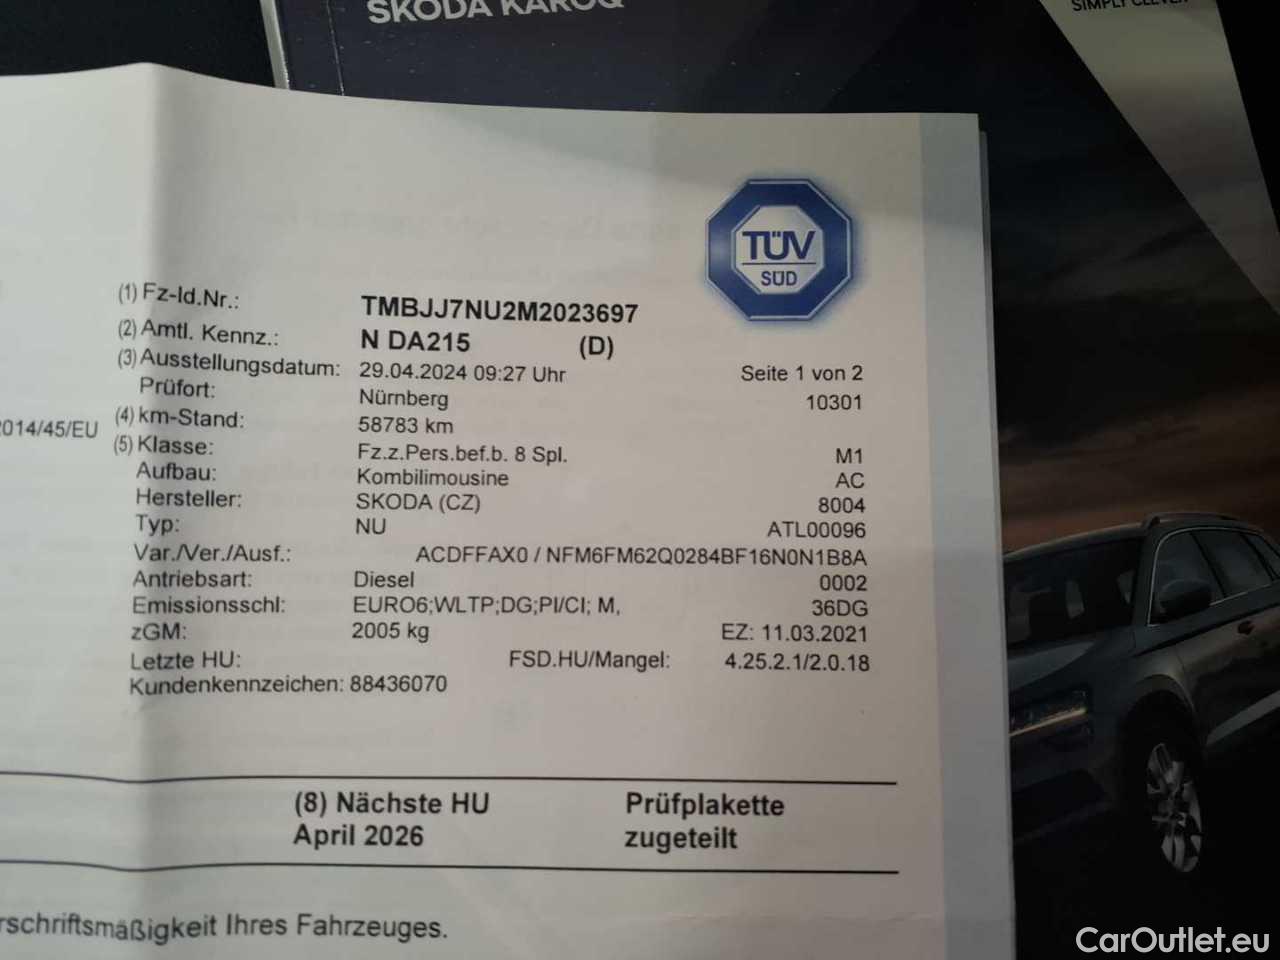 SKODA KAROQ
SIMPLY CLEVER
TÜV
SÜD
(1) Fz-Id.Nr.: TMBJJ7NU2M2023697
(2) Amtl. Kennz.: N DA215 (D)
(3) Ausstellungsdatum: 29.04.2024 09:27 Uhr Seite 1 von 2
Prüfort: Nürnberg 10301
(4) km-Stand: 58783 km
2014/45/EU
(5) Klasse: Fz.z.Pers.bef.b. 8 Spl. M1
Aufbau: Kombilimousine AC
Hersteller: SKODA (CZ) 8004
Typ: NU ATL00096
Var./Ver./Ausf.: ACDFFAX0 / NFM6FM62Q0284BF16N0N1B8A
Antriebsart: Diesel 0002
Emissionsschl: EURO6;WLTP;DG;PI/CI; M, 36DG
zGM: 2005 kg EZ: 11.03.2021
Letzte HU: FSD.HU/Mangel: 4.25.2.1/2.0.18
Kundenkennzeichen: 88436070
(8) Nächste HU Prüfplakette
April 2026 zugeteilt
rschriftsmäßigkeit Ihres Fahrzeuges.
CarOutlet.eu